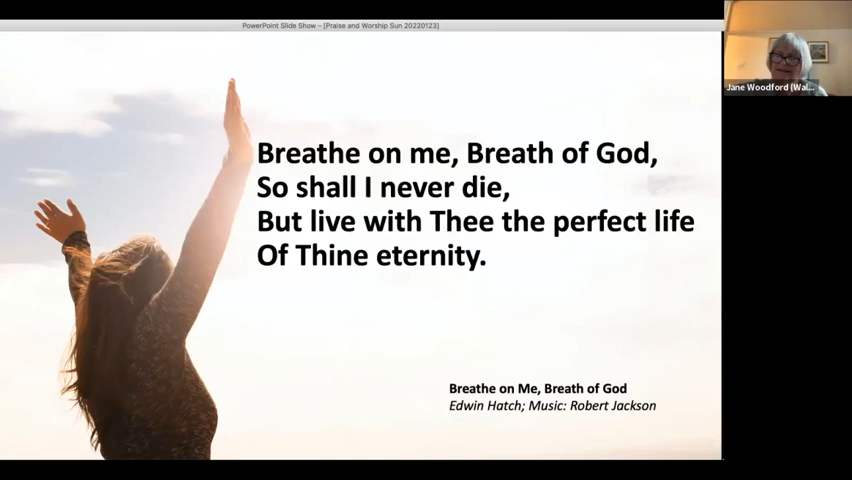 PowerPoint Slide Show – [Praise and Worship Sun 20220123]
Jane Woodford (Wal...
Breathe on me, Breath of God,
So shall I never die,
But live with Thee the perfect life
Of Thine eternity.
Breathe on Me, Breath of God
Edwin Hatch; Music: Robert Jackson